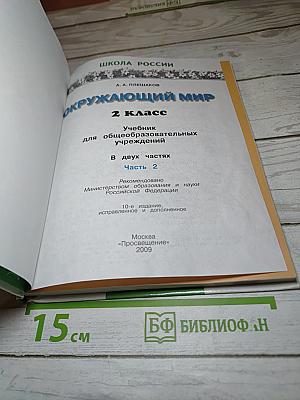 ШКОЛА РОССИИ
А. А. ПЛЕШАКОВ
ОКРУЖАЮЩИЙ МИР
2 класс
Учебник
для общеобразовательных
учреждений
В двух частях
Часть 2
Рекомендовано
Министерством образования и науки
Российской Федерации
10-е издание,
исправленное и дополненное
Москва
«Просвещение»
2009
15 см
БФ БИБЛИОФАН